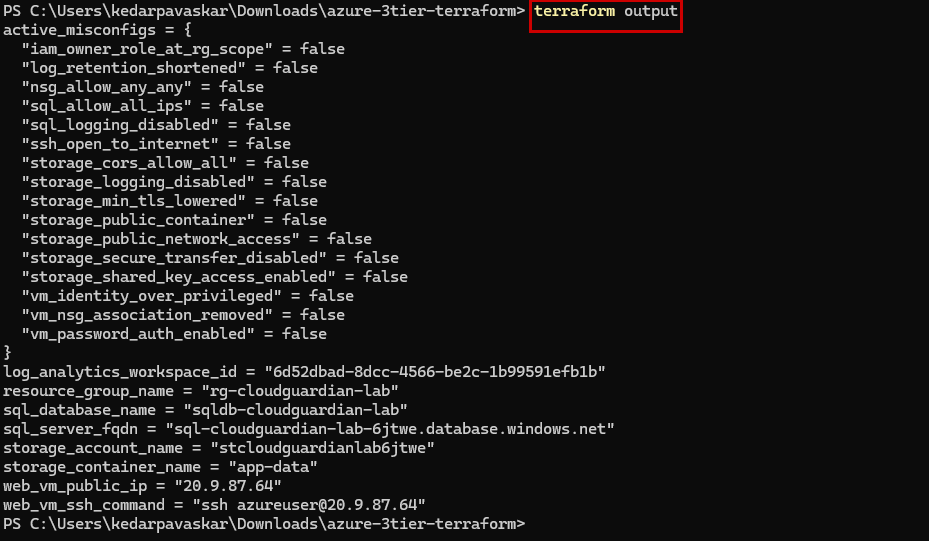 PS C:\Users\kedarpavaskar\Downloads\azure-3tier-terraform> terraform output
active_misconfigs = {
  "iam_owner_role_at_rg_scope" = false
  "log_retention_shortened" = false
  "nsg_allow_any_any" = false
  "sql_allow_all_ips" = false
  "sql_logging_disabled" = false
  "ssh_open_to_internet" = false
  "storage_cors_allow_all" = false
  "storage_logging_disabled" = false
  "storage_min_tls_lowered" = false
  "storage_public_container" = false
  "storage_public_network_access" = false
  "storage_secure_transfer_disabled" = false
  "storage_shared_key_access_enabled" = false
  "vm_identity_over_privileged" = false
  "vm_nsg_association_removed" = false
  "vm_password_auth_enabled" = false
}
log_analytics_workspace_id = "6d52dbad-8dcc-4566-be2c-1b99591efb1b"
resource_group_name = "rg-cloudguardian-lab"
sql_database_name = "sqldb-cloudguardian-lab"
sql_server_fqdn = "sql-cloudguardian-lab-6jtwe.database.windows.net"
storage_account_name = "stcloudguardianlab6jtwe"
storage_container_name = "app-data"
web_vm_public_ip = "20.9.87.64"
web_vm_ssh_command = "ssh azureuser@20.9.87.64"
PS C:\Users\kedarpavaskar\Downloads\azure-3tier-terraform>